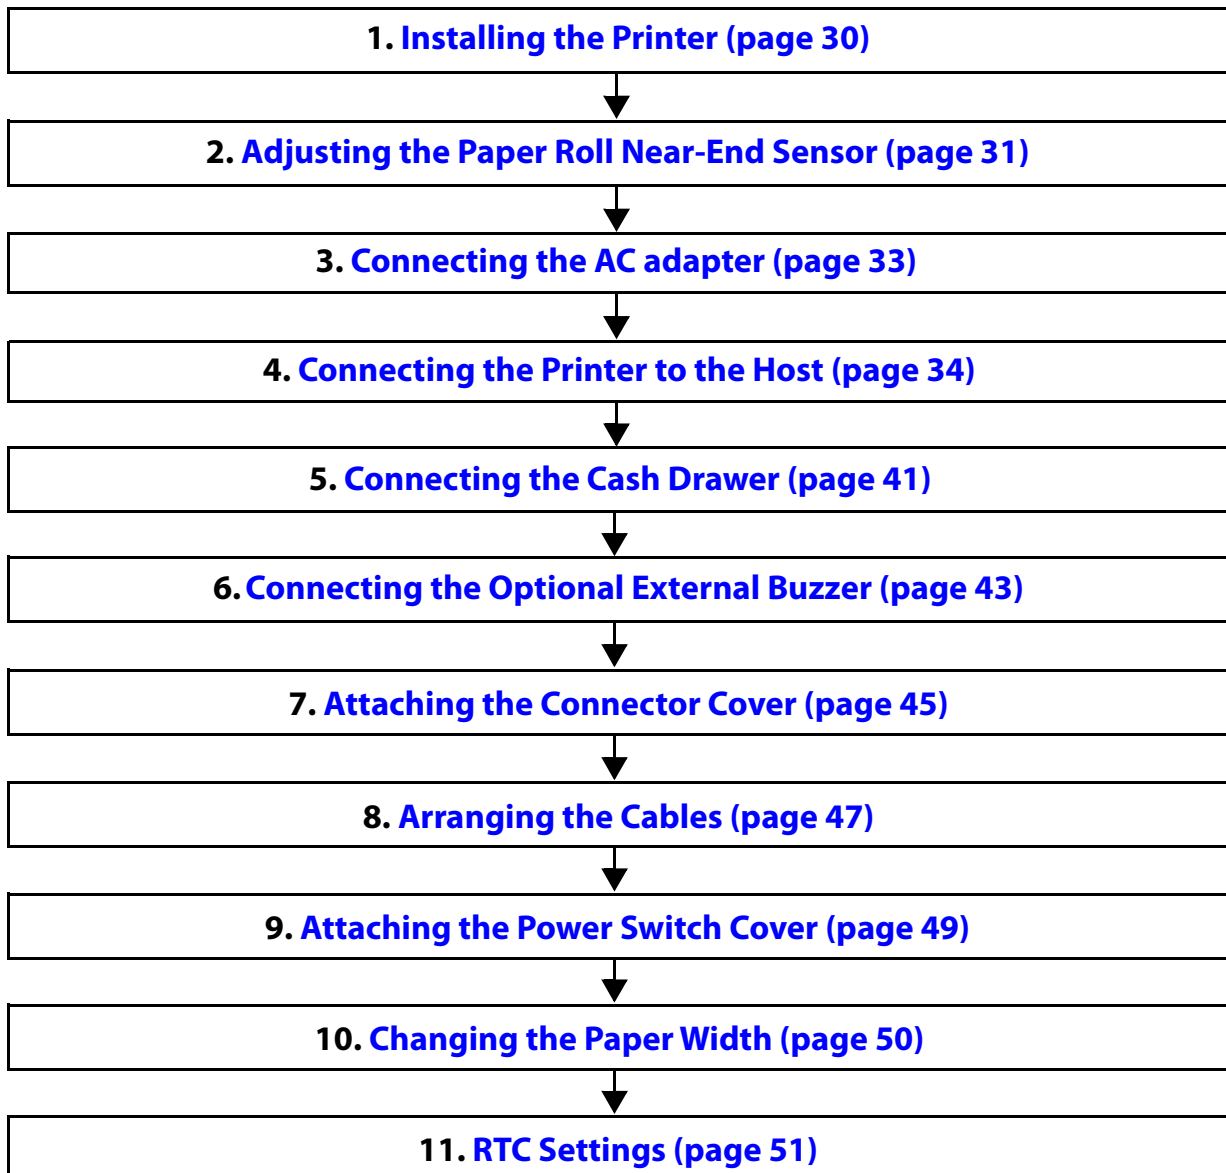 1. Installing the Printer (page 30)
2. Adjusting the Paper Roll Near-End Sensor (page 31)
3. Connecting the AC adapter (page 33)
4. Connecting the Printer to the Host (page 34)
5. Connecting the Cash Drawer (page 41)
6. Connecting the Optional External Buzzer (page 43)
7. Attaching the Connector Cover (page 45)
8. Arranging the Cables (page 47)
9. Attaching the Power Switch Cover (page 49)
10. Changing the Paper Width (page 50)
11. RTC Settings (page 51)